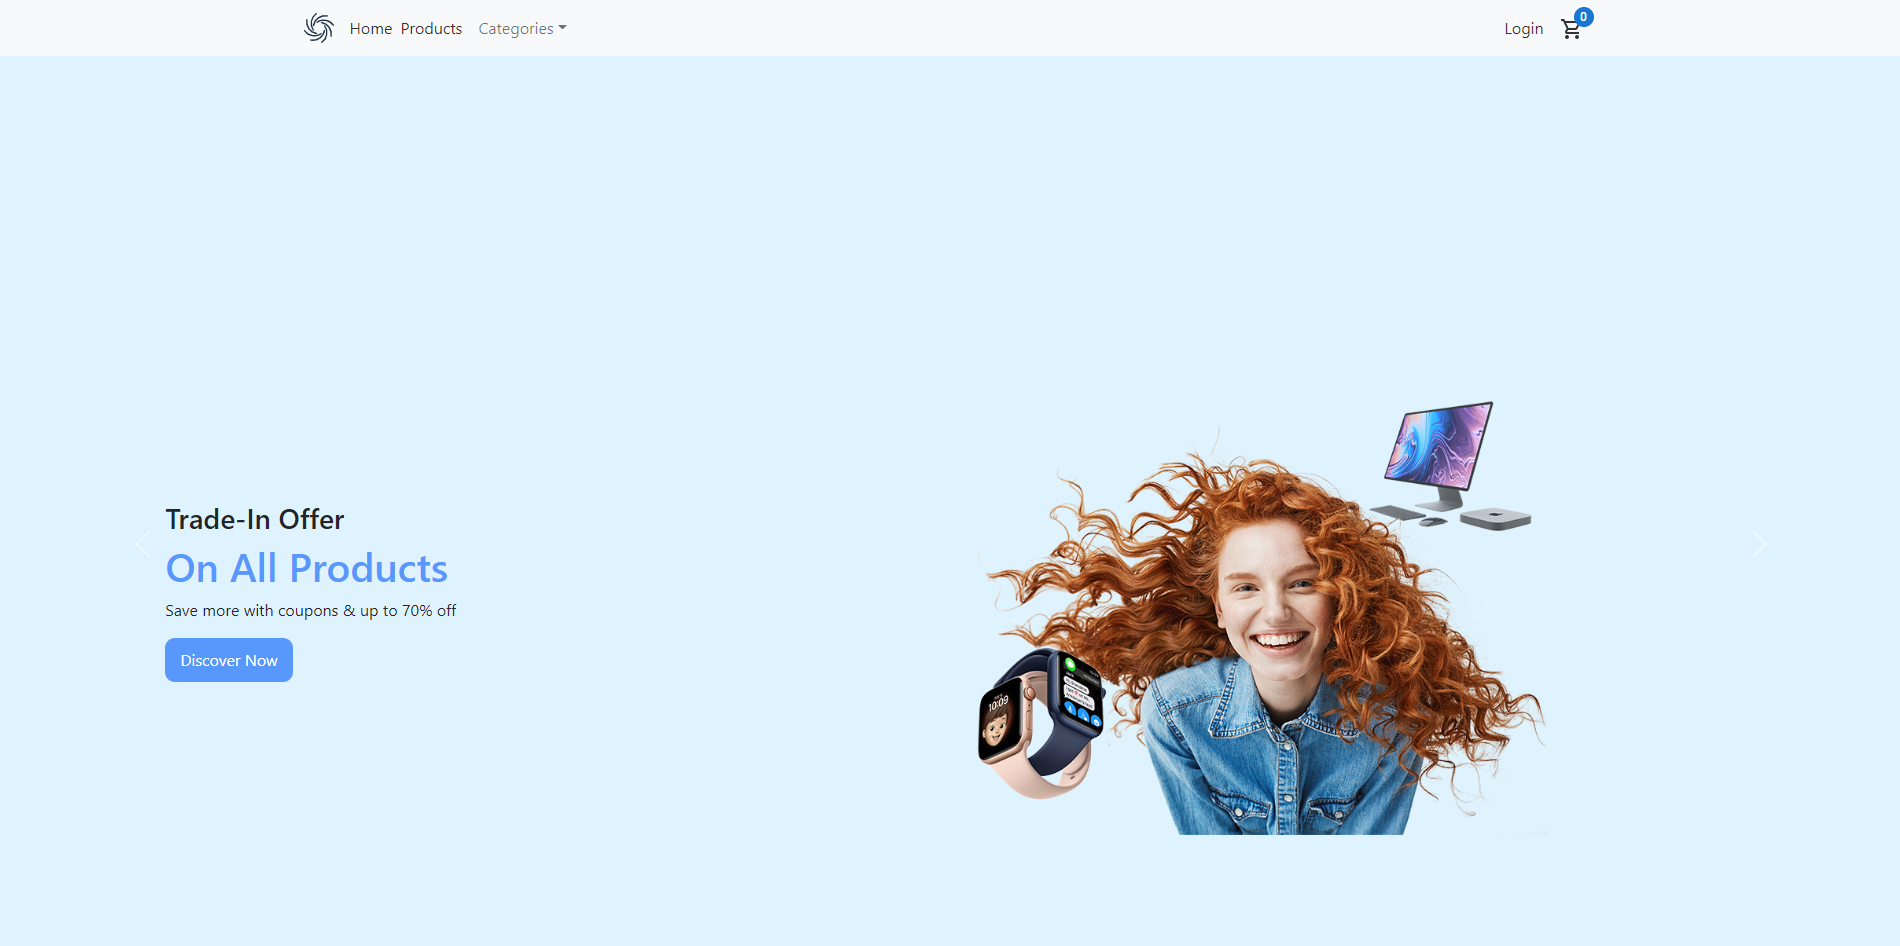 Home Products Categories
Login 0
Trade-In Offer
On All Products
Save more with coupons & up to 70% off
Discover Now
10:09